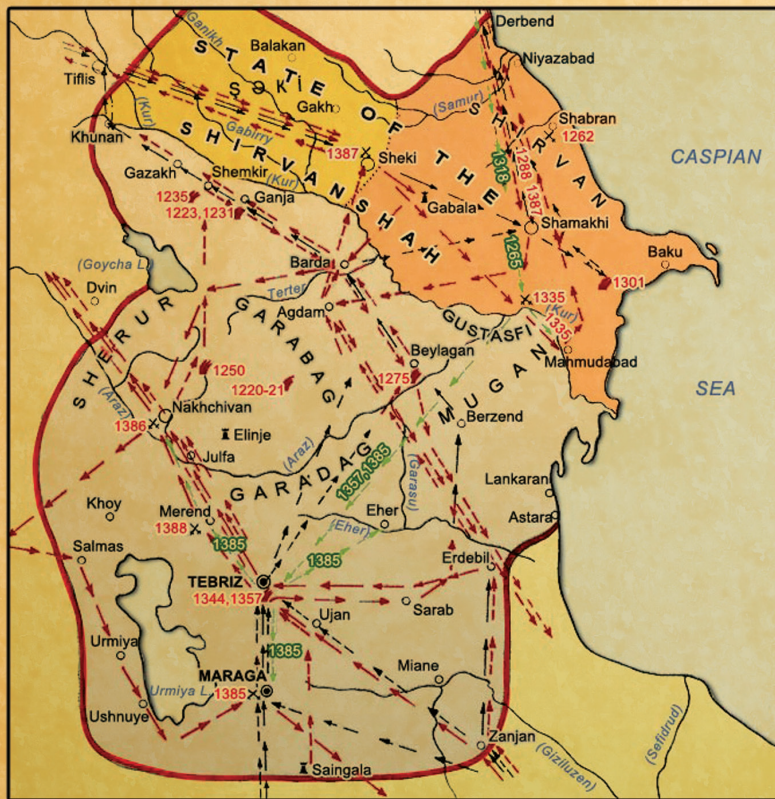 Derbend
Niyazabad
(Samur)
Shabran
1262
CASPIAN
SEA
Balakan
(Ganikh)
Tiflis
STATE OF THE
SHIRVANSHAH
SHEKI
SHIRVAN
Gakh
Gabirry
(Kur)
Khunan
1387
Sheki
(Kur)
1318
1288
1387
Gazakh
Shemkir
1235
Ganja
1223, 1231
Gabala
Shamakhi
1265
Baku
1301
(Goycha L.)
Dvin
Barda
Terter
Agdam
1335
(Kur)
1335
GUSTASFI
Mahmudabad
SHERUR
GARABAG
MUGAN
Beylagan
1275
1250
1220-21
(Araz)
Nakhchivan
1386
Elinje
Berzend
Julfa
(Araz)
GARADAG
1357,1385
(Garasu)
Lankaran
Astara
Khoy
Merend
1388
Eher
(Eher)
1385
1385
Salmas
Erdebil
TEBRIZ
1344,1357
Sarab
Ujan
Urmiya
1385
Miane
MARAGA
Urmiya L.
1385
Ushnuye
Zanjan
Saingala
(Giziluzen)
(Sefidrud)